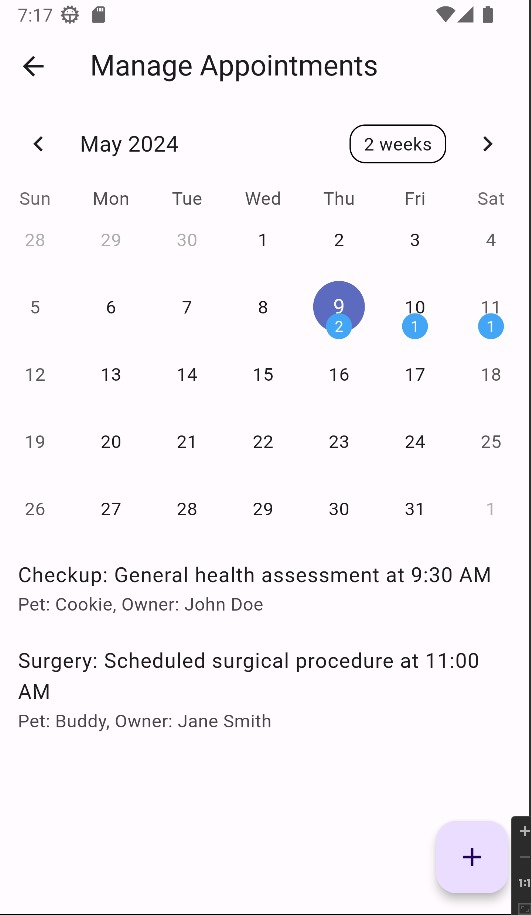 7:17
Manage Appointments
May 2024 2 weeks
Sun Mon Tue Wed Thu Fri Sat
28 29 30 1 2 3 4
5 6 7 8 9 10 11
2 1 1
12 13 14 15 16 17 18
19 20 21 22 23 24 25
26 27 28 29 30 31 1
Checkup: General health assessment at 9:30 AM
Pet: Cookie, Owner: John Doe
Surgery: Scheduled surgical procedure at 11:00
AM
Pet: Buddy, Owner: Jane Smith
+
+
−
1:1